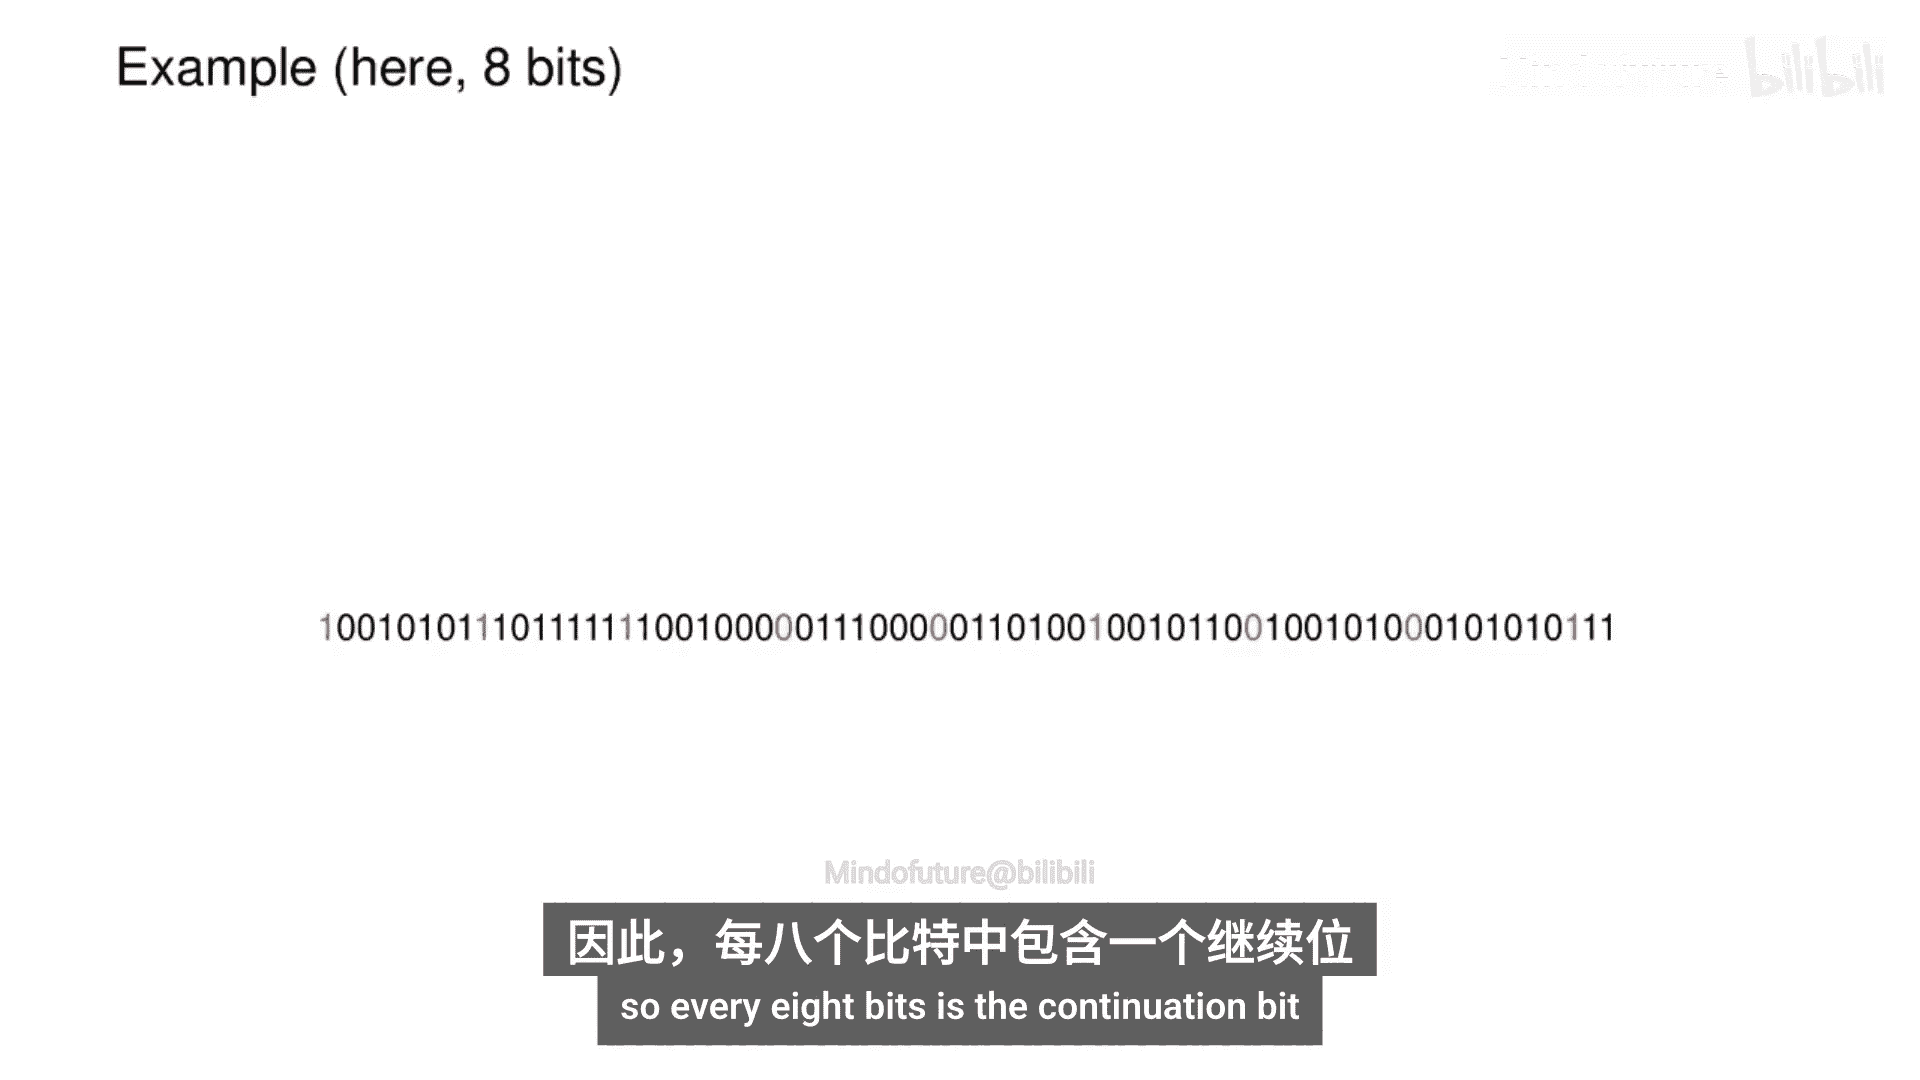 Example (here, 8 bits)
bilibili
1001010111011111110010000011100000110100100101100100101000101010111
Mindofuture@bilibili
因此，每八个比特中包含一个继续位
so every eight bits is the continuation bit